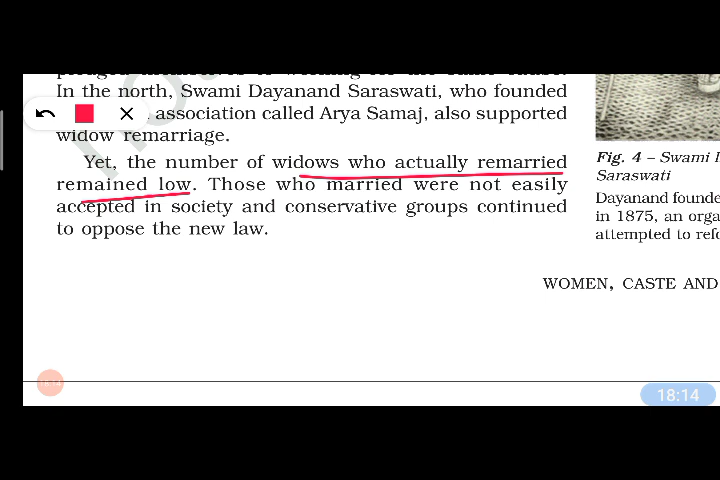 In the north, Swami Dayanand Saraswati, who founded
association called Arya Samaj, also supported
widow remarriage.
Yet, the number of widows who actually remarried
remained low. Those who married were not easily
accepted in society and conservative groups continued
to oppose the new law.
Fig. 4 – Swami
Saraswati
Dayanand founde
in 1875, an orga
attempted to refo
WOMEN, CASTE AND
18:14
18:14